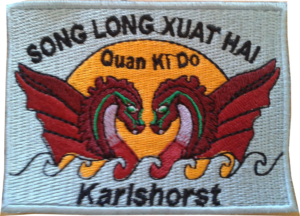 SONG LONG XUAT HAI
Quan KI Do
Karlshorst